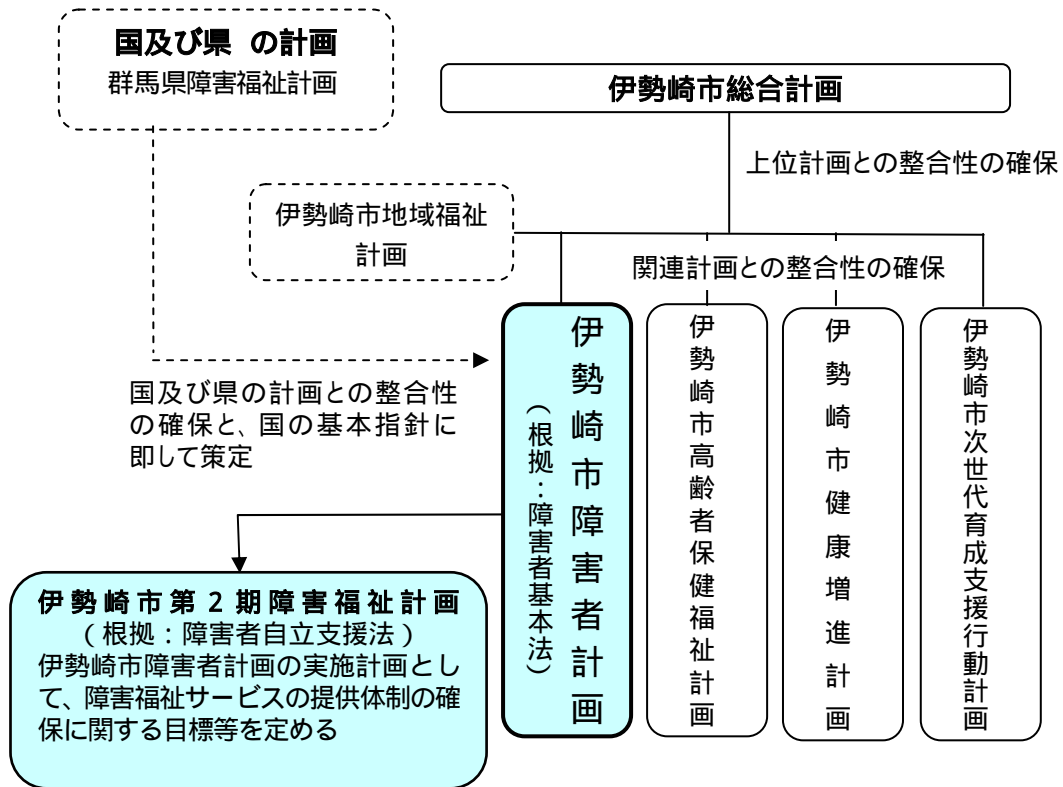 国及び県 の計画
群馬県障害福祉計画
伊勢崎市総合計画
上位計画との整合性の確保
伊勢崎市地域福祉
計画
関連計画との整合性の確保
国及び県の計画との整合性
の確保と、国の基本指針に
即して策定
伊勢崎市障害者計画
（根拠：障害者基本法）
伊勢崎市高齢者保健福祉計画
伊勢崎市健康増進計画
伊勢崎市次世代育成支援行動計画
伊勢崎市第２期障害福祉計画
（根拠：障害者自立支援法）
伊勢崎市障害者計画の実施計画とし
て、障害福祉サービスの提供体制の確
保に関する目標等を定める